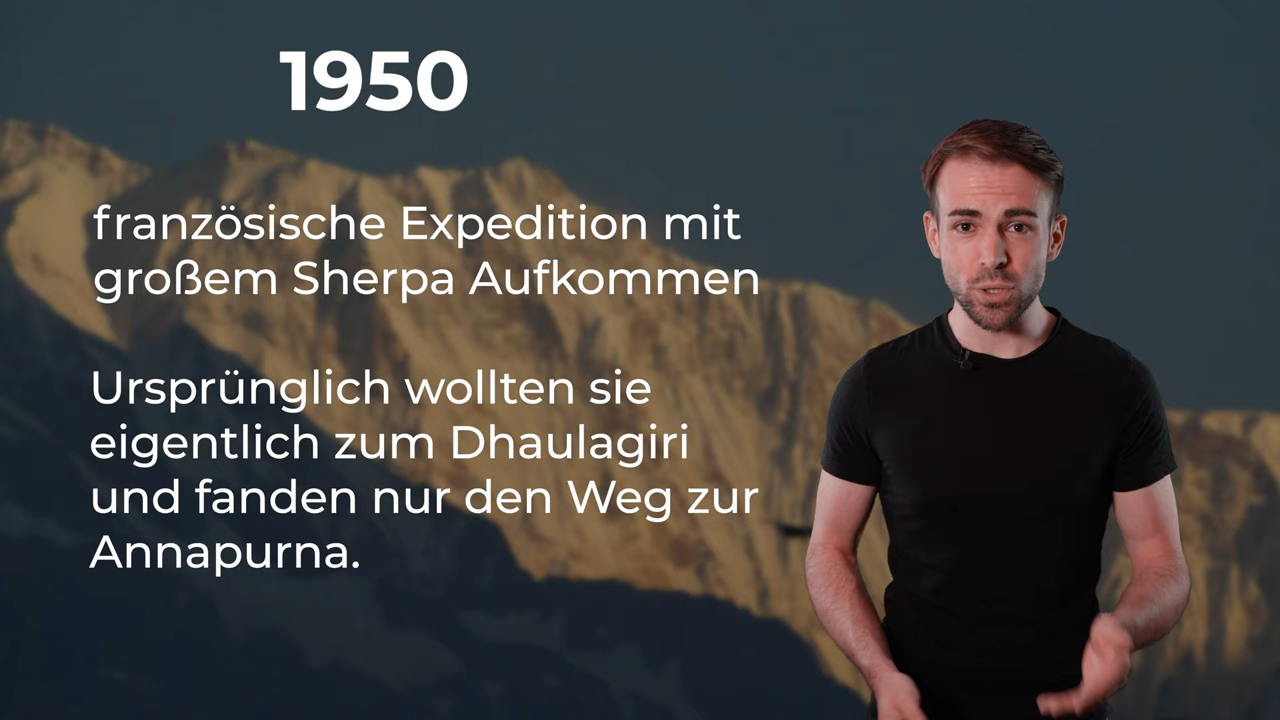 1950
französische Expedition mit
großem Sherpa Aufkommen
Ursprünglich wollten sie
eigentlich zum Dhaulagiri
und fanden nur den Weg zur
Annapurna.